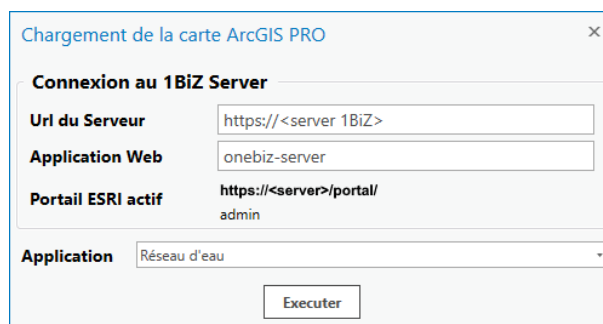 Chargement de la carte ArcGIS PRO
Connexion au 1BiZ Server
Url du Serveur https://<server 1BiZ>
Application Web onebiz-server
Portail ESRI actif https://<server>/portal/
admin
Application Réseau d'eau
Executer